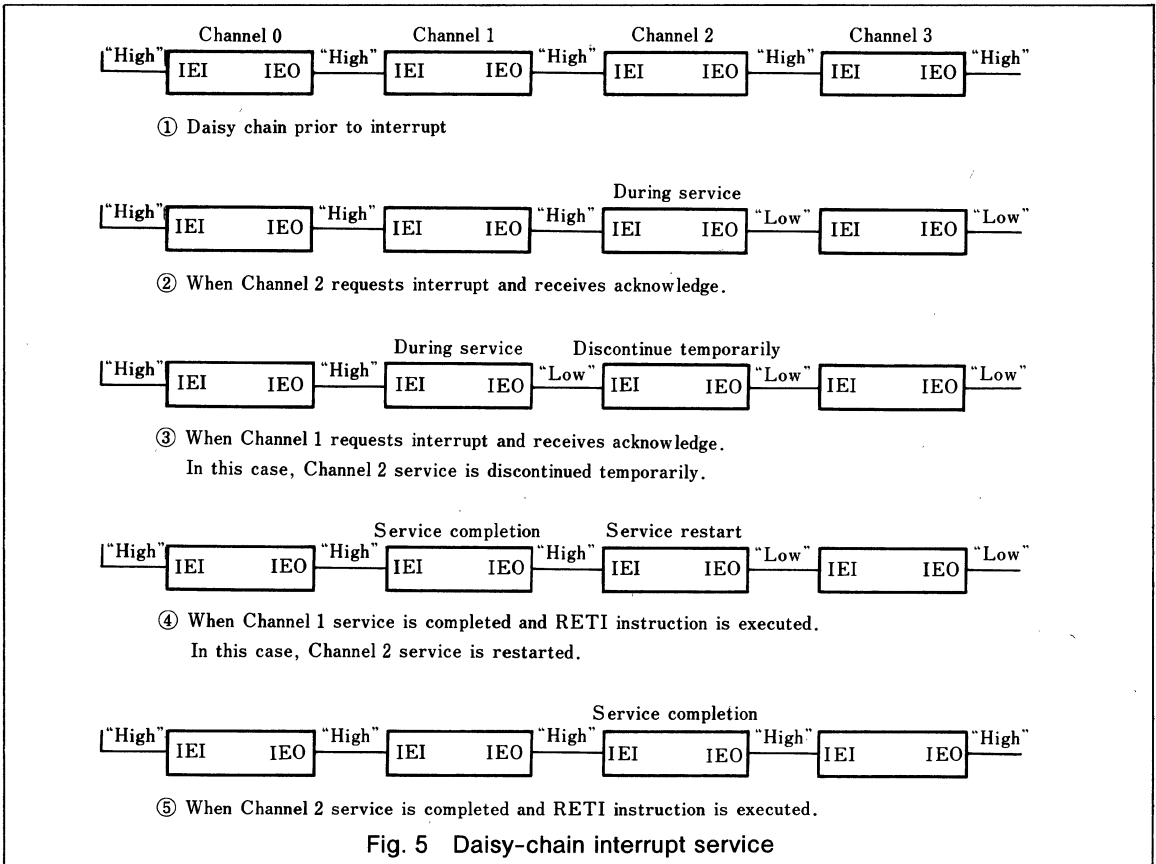 Channel 0 Channel 1 Channel 2 Channel 3
“High” “High” “High” “High” “High”
IEI IEO IEI IEO IEI IEO IEI IEO
① Daisy chain prior to interrupt
During service
“High” “High” “High” “Low” “Low”
IEI IEO IEI IEO IEI IEO IEI IEO
② When Channel 2 requests interrupt and receives acknowledge.
During service Discontinue temporarily
“High” “High” “Low” “Low” “Low”
IEI IEO IEI IEO IEI IEO IEI IEO
③ When Channel 1 requests interrupt and receives acknowledge.
In this case, Channel 2 service is discontinued temporarily.
Service completion Service restart
“High” “High” “High” “Low” “Low”
IEI IEO IEI IEO IEI IEO IEI IEO
④ When Channel 1 service is completed and RETI instruction is executed.
In this case, Channel 2 service is restarted.
Service completion
“High” “High” “High” “High” “High”
IEI IEO IEI IEO IEI IEO IEI IEO
⑤ When Channel 2 service is completed and RETI instruction is executed.
Fig. 5 Daisy-chain interrupt service